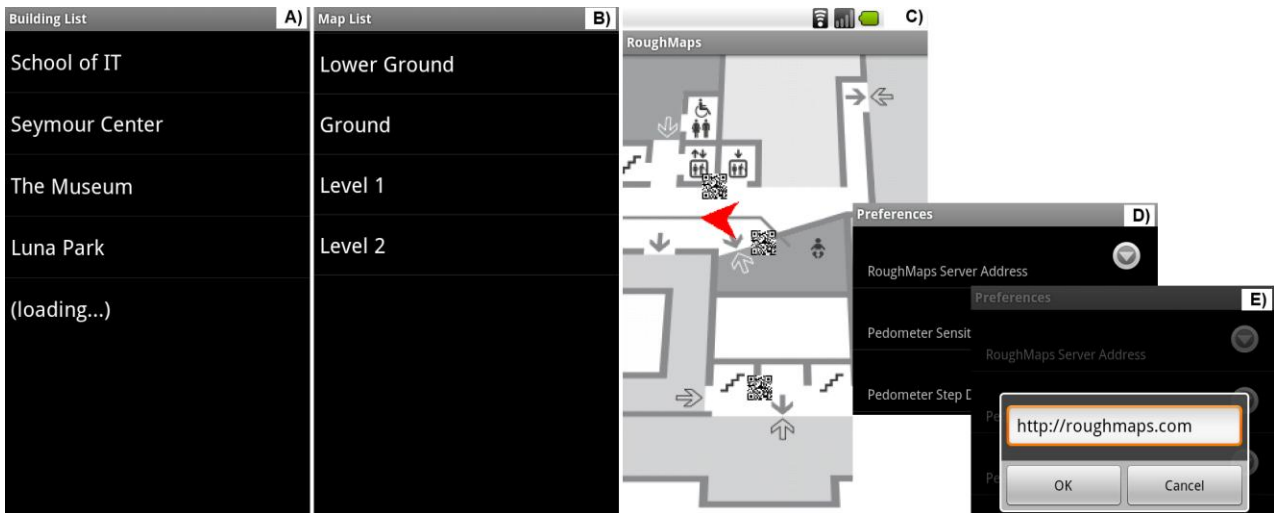 Building List
A)
School of IT
Seymour Center
The Museum
Luna Park
(loading...)
Map List
B)
Lower Ground
Ground
Level 1
Level 2
C)
RoughMaps
Preferences
D)
RoughMaps Server Address
Pedometer Sensit
Pedometer Step D
Preferences
E)
RoughMaps Server Address
Pe
http://roughmaps.com
Pe
OK
Cancel